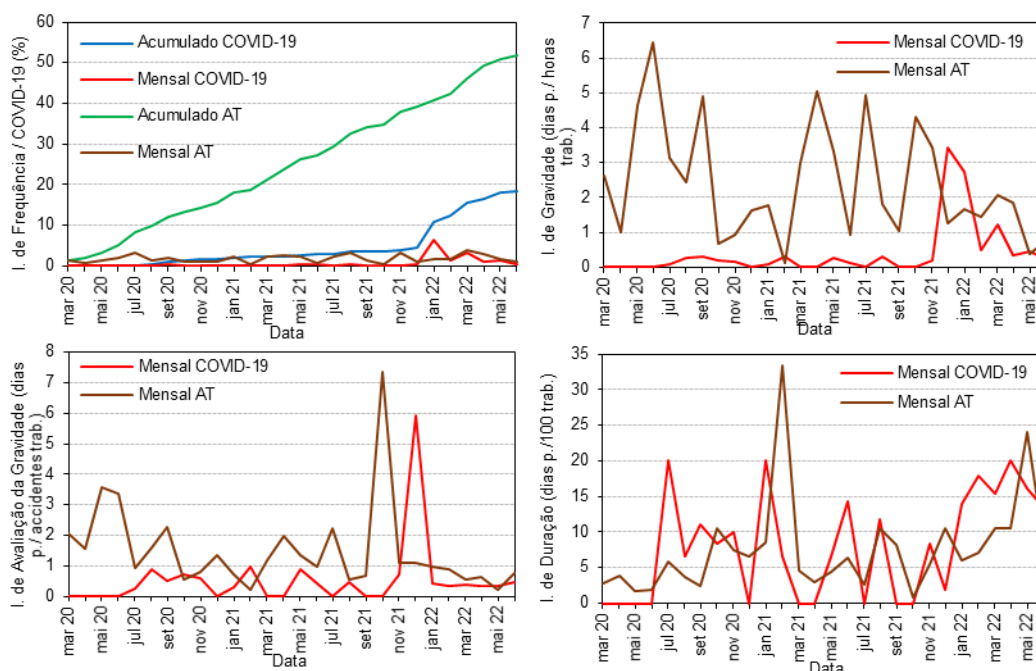 I. de Frequência / COVID-19 (%)
60
50
40
30
20
10
0
Acumulado COVID-19
Mensal COVID-19
Acumulado AT
Mensal AT
mar 20
mai 20
jul 20
set 20
nov 20
jan 21
mar 21
mai 21
jul 21
set 21
nov 21
jan 22
mar 22
mai 22
Data
I. de Gravidade (dias p./ horas
trab.)
7
6
5
4
3
2
1
0
Mensal COVID-19
Mensal AT
mar 20
mai 20
jul 20
set 20
nov 20
jan 21
mar 21
mai 21
jul 21
set 21
nov 21
jan 22
mar 22
mai 22
Data
I. de Avaliação da Gravidade (dias
p./ accidentes trab.)
8
7
6
5
4
3
2
1
0
Mensal COVID-19
Mensal AT
mar 20
mai 20
jul 20
set 20
nov 20
jan 21
mar 21
mai 21
jul 21
set 21
nov 21
jan 22
mar 22
mai 22
Data
I. de Duração (dias p./100 trab.)
35
30
25
20
15
10
5
0
Mensal COVID-19
Mensal AT
mar 20
mai 20
jul 20
set 20
nov 20
jan 21
mar 21
mai 21
jul 21
set 21
nov 21
jan 22
mar 22
mai 22
Data